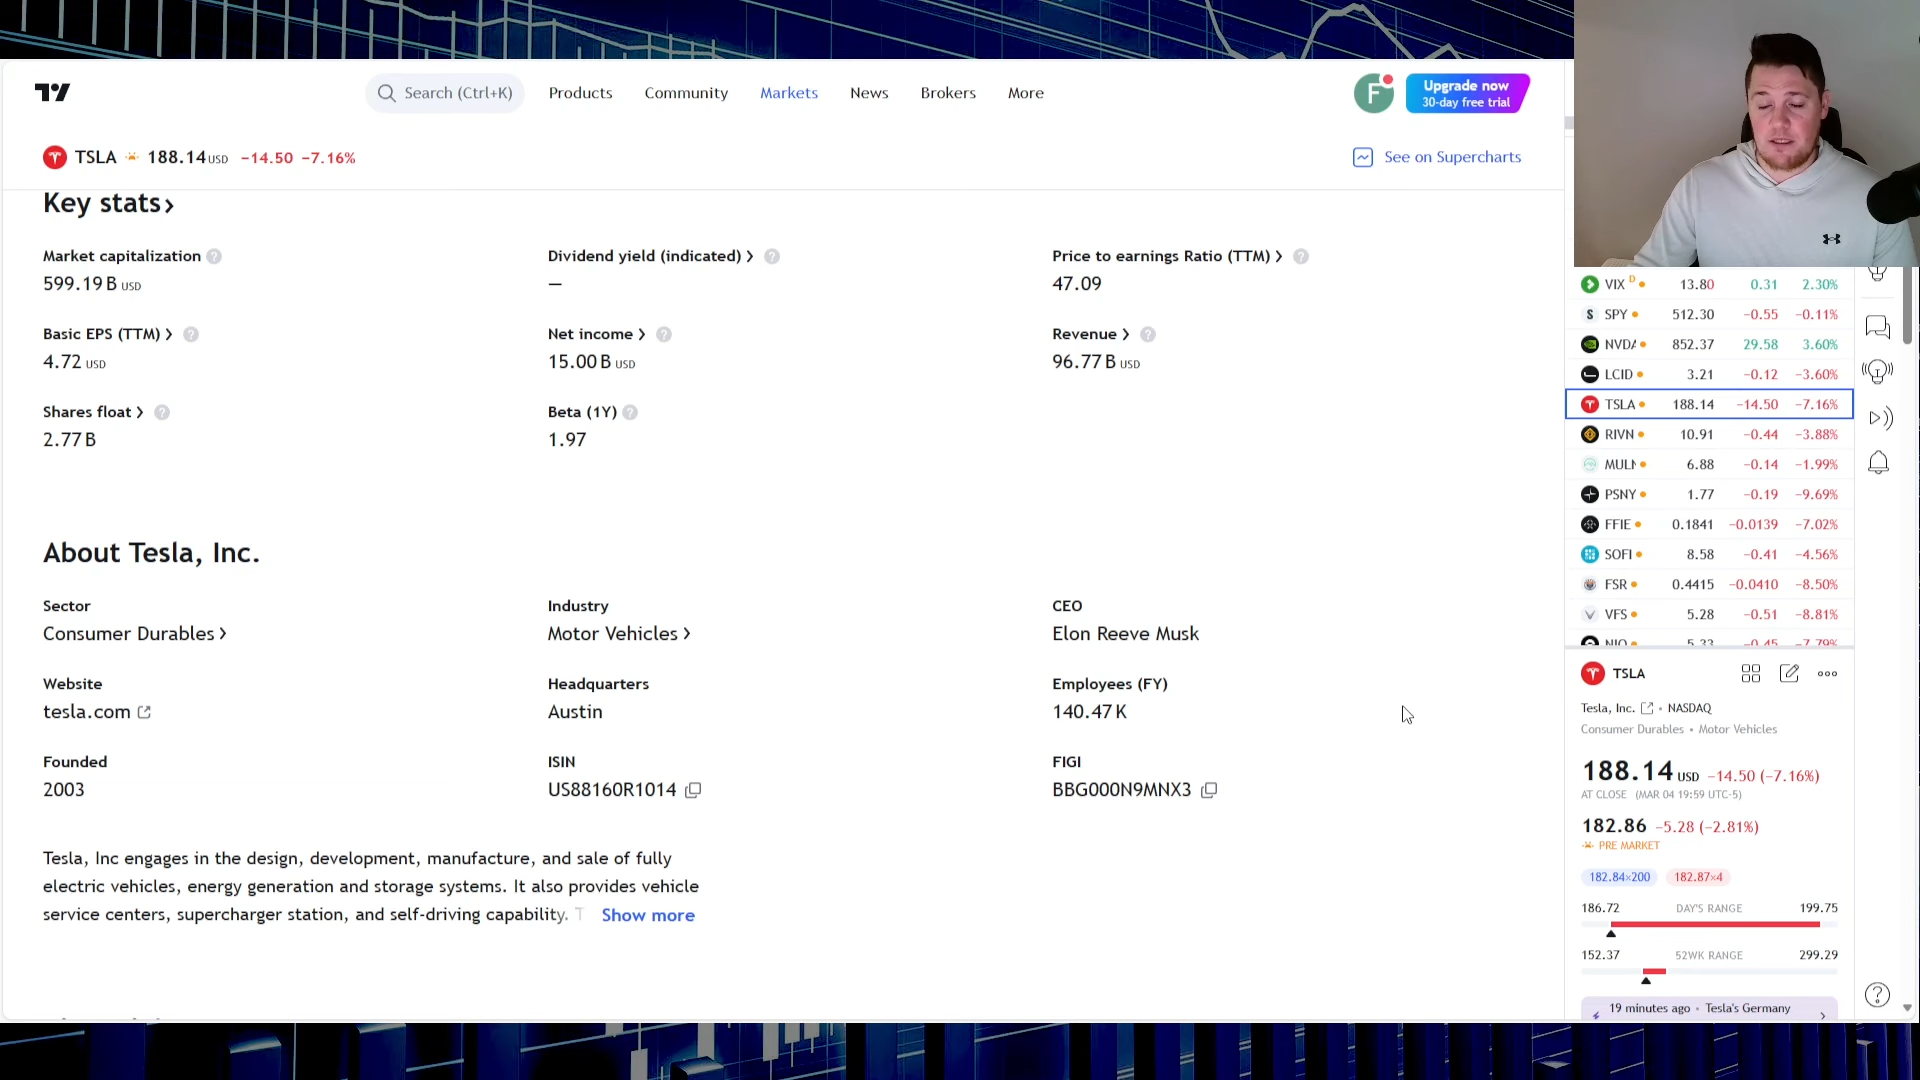 Search (Ctrl+K)
Products
Community
Markets
News
Brokers
More
F
Upgrade now
30-day free trial
TSLA 188.14 USD −14.50 −7.16%
See on Supercharts
Key stats
Market capitalization
599.19 B USD
Dividend yield (indicated)
—
Price to earnings Ratio (TTM)
47.09
Basic EPS (TTM)
4.72 USD
Net income
15.00 B USD
Revenue
96.77 B USD
Shares float
2.77 B
Beta (1Y)
1.97
About Tesla, Inc.
Sector
Consumer Durables
Industry
Motor Vehicles
CEO
Elon Reeve Musk
Website
tesla.com
Headquarters
Austin
Employees (FY)
140.47 K
Founded
2003
ISIN
US88160R1014
FIGI
BBG000N9MNX3
Tesla, Inc engages in the design, development, manufacture, and sale of fully
electric vehicles, energy generation and storage systems. It also provides vehicle
service centers, supercharger station, and self-driving capability. T Show more
VIX D 13.80 0.31 2.30%
SPY 512.30 −0.55 −0.11%
NVDA 852.37 29.58 3.60%
LCID 3.21 −0.12 −3.60%
TSLA 188.14 −14.50 −7.16%
RIVN 10.91 −0.44 −3.88%
MULN 6.88 −0.14 −1.99%
PSNY 1.77 −0.19 −9.69%
FFIE 0.1841 −0.0139 −7.02%
SOFI 8.58 −0.41 −4.56%
FSR 0.4415 −0.0410 −8.50%
VFS 5.28 −0.51 −8.81%
NIO 5.33 −0.45 −7.79%
TSLA
Tesla, Inc. • NASDAQ
Consumer Durables • Motor Vehicles
188.14 USD −14.50 (−7.16%)
AT CLOSE (MAR 04 19:59 UTC-5)
182.86 −5.28 (−2.81%)
PRE MARKET
182.84×200 182.87×4
186.72 DAY'S RANGE 199.75
152.37 52WK RANGE 299.29
19 minutes ago • Tesla's Germany